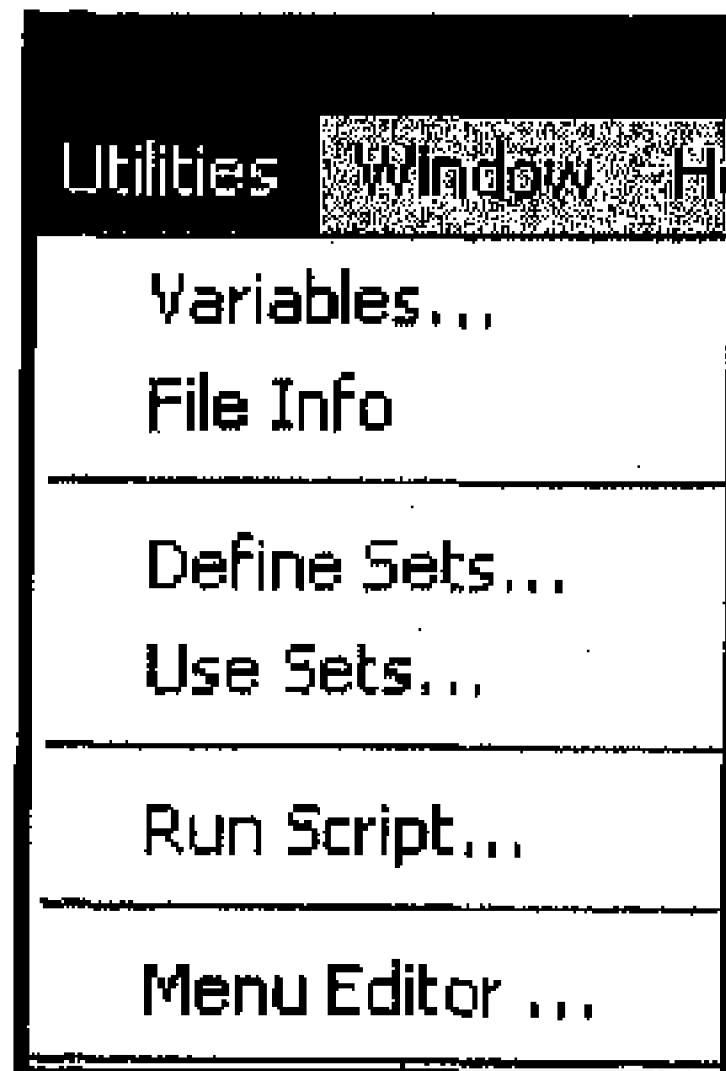 Utilities Window
Variables...
File Info
Define Sets...
Use Sets...
Run Script...
Menu Editor ...